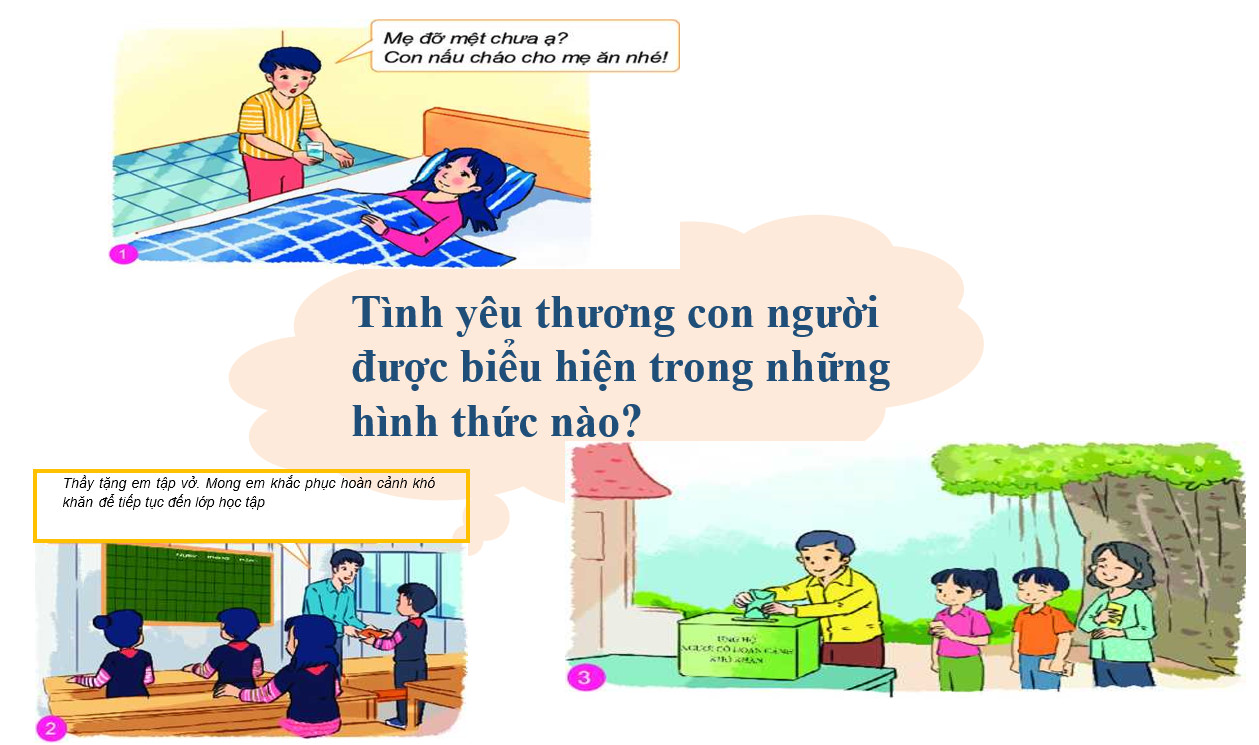 Mẹ đỡ mệt chưa ạ?
Con nấu cháo cho mẹ ăn nhé!
1
Tình yêu thương con người
được biểu hiện trong những
hình thức nào?
Thầy tặng em tập vở. Mong em khắc phục hoàn cảnh khó
khăn để tiếp tục đến lớp học tập
2
ỦNG HỘ
NGƯỜI CÓ HOÀN CẢNH
KHÓ KHĂN
3